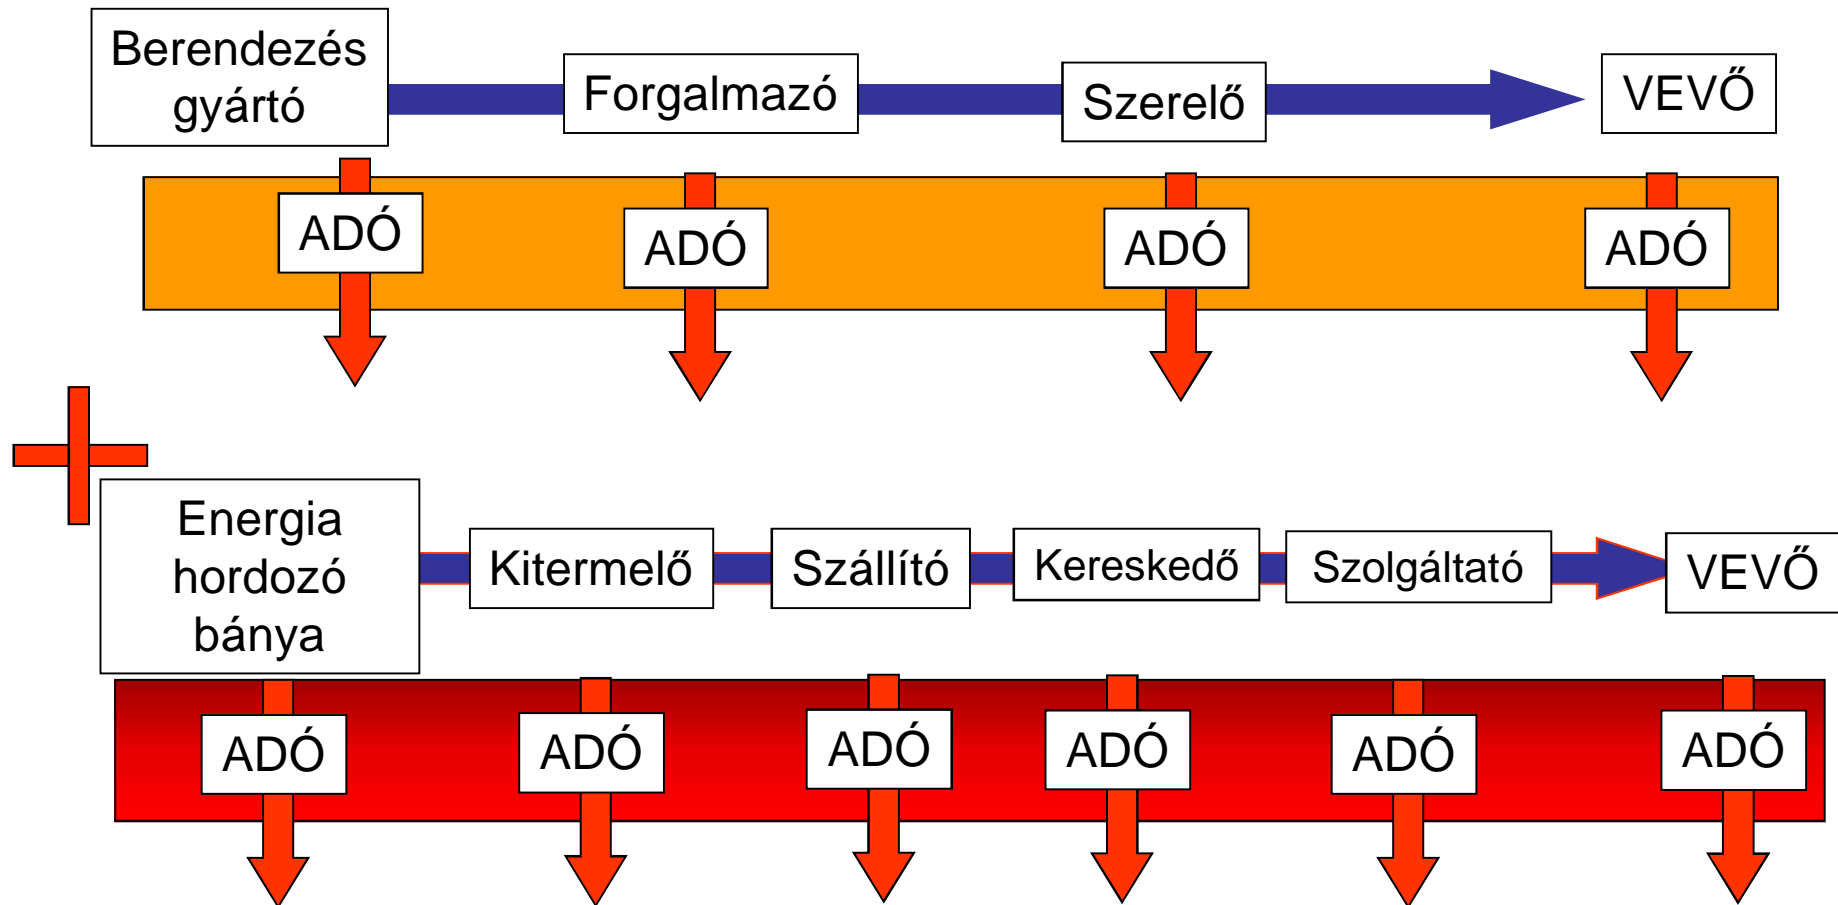 Berendezés
gyártó
Forgalmazó
Szerelő
VEVŐ
ADÓ
ADÓ
ADÓ
ADÓ
Energia
hordozó
bánya
Kitermelő
Szállító
Kereskedő
Szolgáltató
VEVŐ
ADÓ
ADÓ
ADÓ
ADÓ
ADÓ
ADÓ